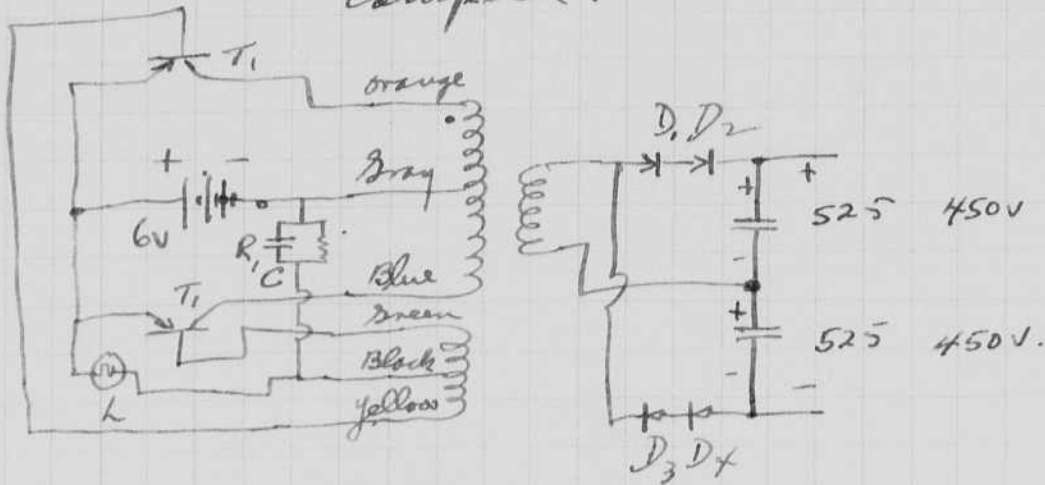 T1
orange
D1 D2
+ -
Gray
+ +
525 450V
6V
R1
C
-
Blue
T1
Green
+
525 450V.
Black
- -
L
Yellow
D3 D4